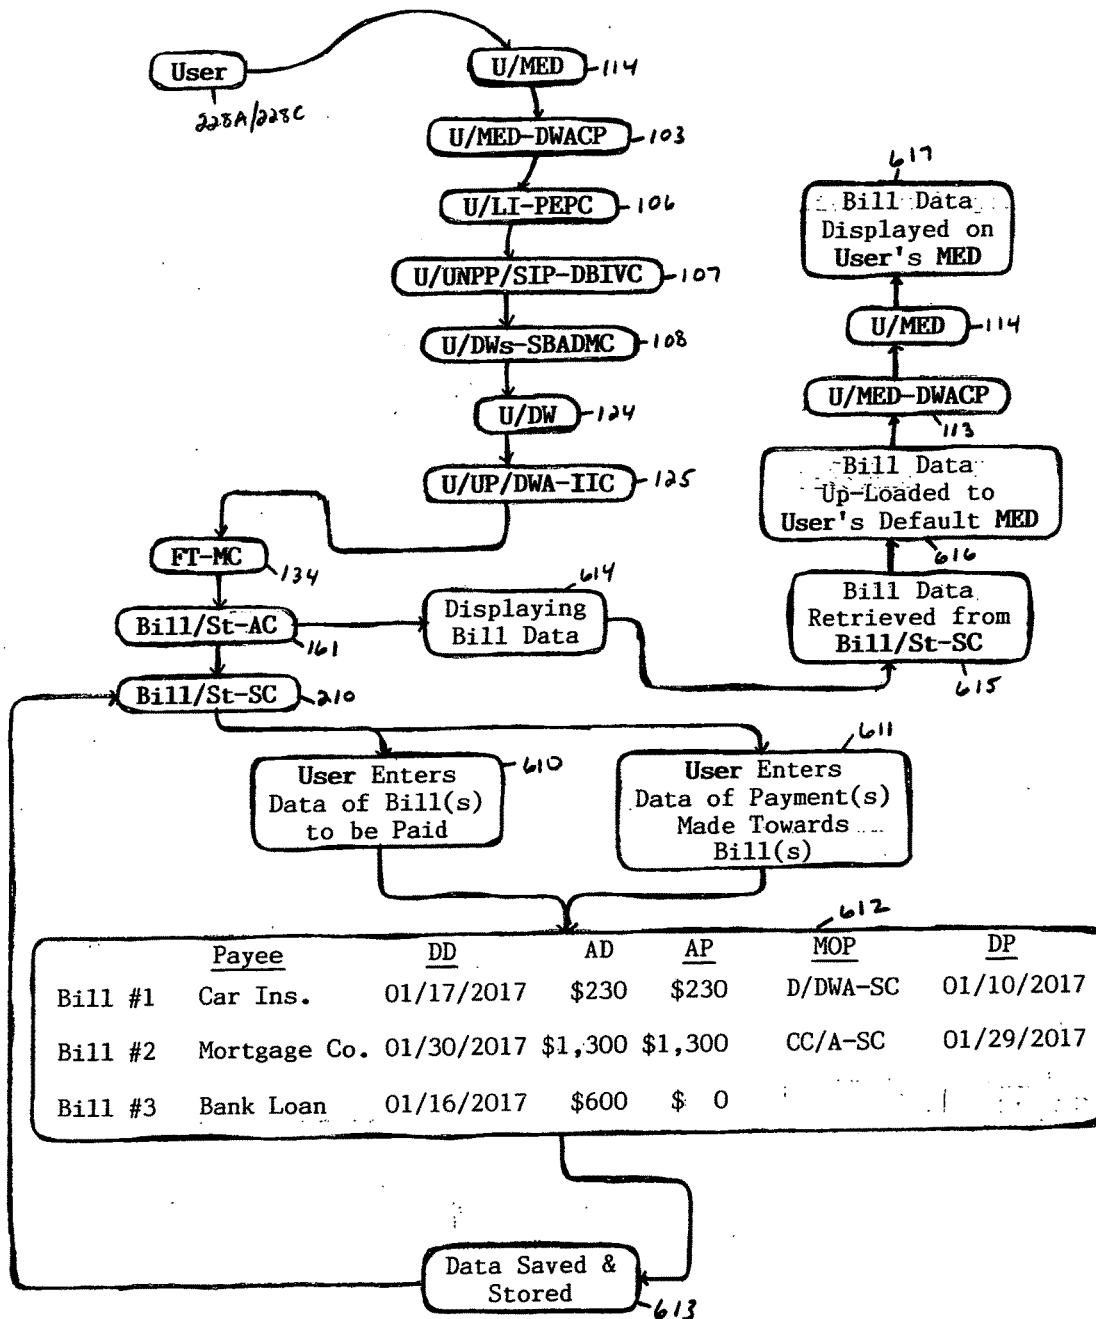 User
228A/228C
U/MED
114
U/MED-DWACP
103
U/LI-PEPC
106
U/UNPP/SIP-DBIVC
107
U/DWs-SBADMC
108
U/DW
124
U/UP/DWA-IIC
125
FT-MC
134
Bill/St-AC
161
Bill/St-SC
210
614
Displaying
Bill Data
617
Bill Data
Displayed on
User's MED
U/MED
114
U/MED-DWACP
113
Bill Data
Up-Loaded to
User's Default MED
616
Bill Data
Retrieved from
Bill/St-SC
615
User Enters
Data of Bill(s)
to be Paid
610
User Enters
Data of Payment(s)
Made Towards
Bill(s)
611
612
Payee DD AD AP MOP DP
Bill #1 Car Ins. 01/17/2017 $230 $230 D/DWA-SC 01/10/2017
Bill #2 Mortgage Co. 01/30/2017 $1,300 $1,300 CC/A-SC 01/29/2017
Bill #3 Bank Loan 01/16/2017 $600 $ 0
Data Saved &
Stored
613